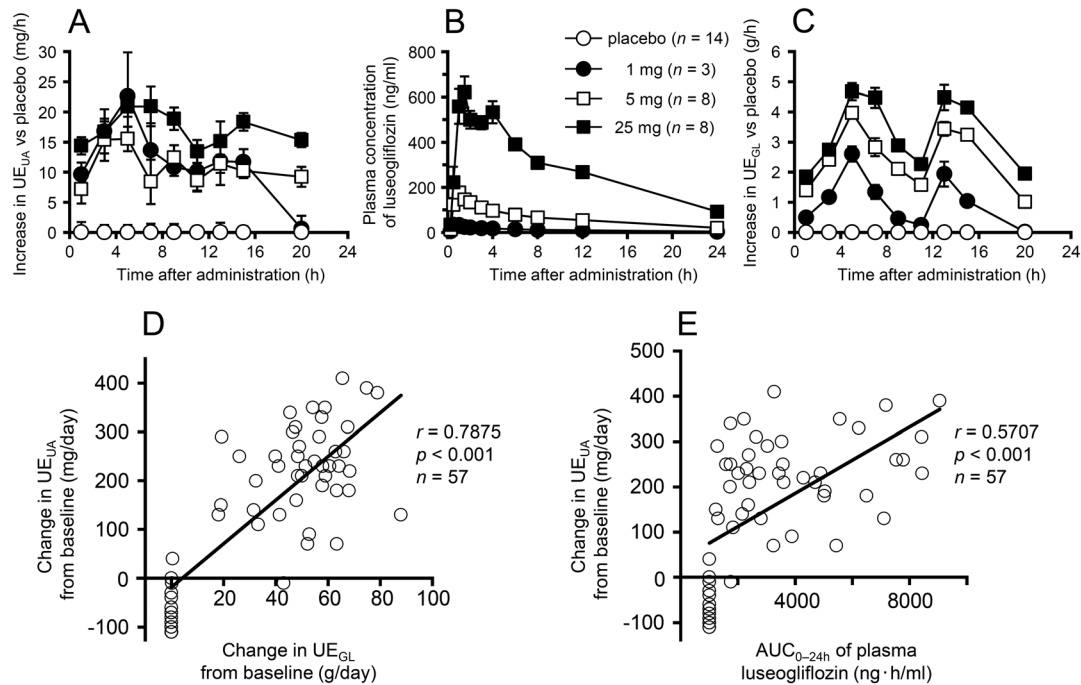 A
Increase in UE_UA vs placebo (mg/h)
30
25
20
15
10
5
0
0 4 8 12 16 20 24
Time after administration (h)
B
Plasma concentration
of luseogliflozin (ng/ml)
800
600
400
200
0
0 4 8 12 16 20 24
Time after administration (h)
placebo (n = 14)
1 mg (n = 3)
5 mg (n = 8)
25 mg (n = 8)
C
Increase in UE_GL vs placebo (g/h)
6
5
4
3
2
1
0
0 4 8 12 16 20 24
Time after administration (h)
D
Change in UE_UA
from baseline (mg/day)
400
300
200
100
0
-100
20 40 60 80 100
r = 0.7875
p < 0.001
n = 57
Change in UE_GL
from baseline (g/day)
E
Change in UE_UA
from baseline (mg/day)
500
400
300
200
100
0
-100
4000 8000
r = 0.5707
p < 0.001
n = 57
AUC_0–24h of plasma
luseogliflozin (ng·h/ml)